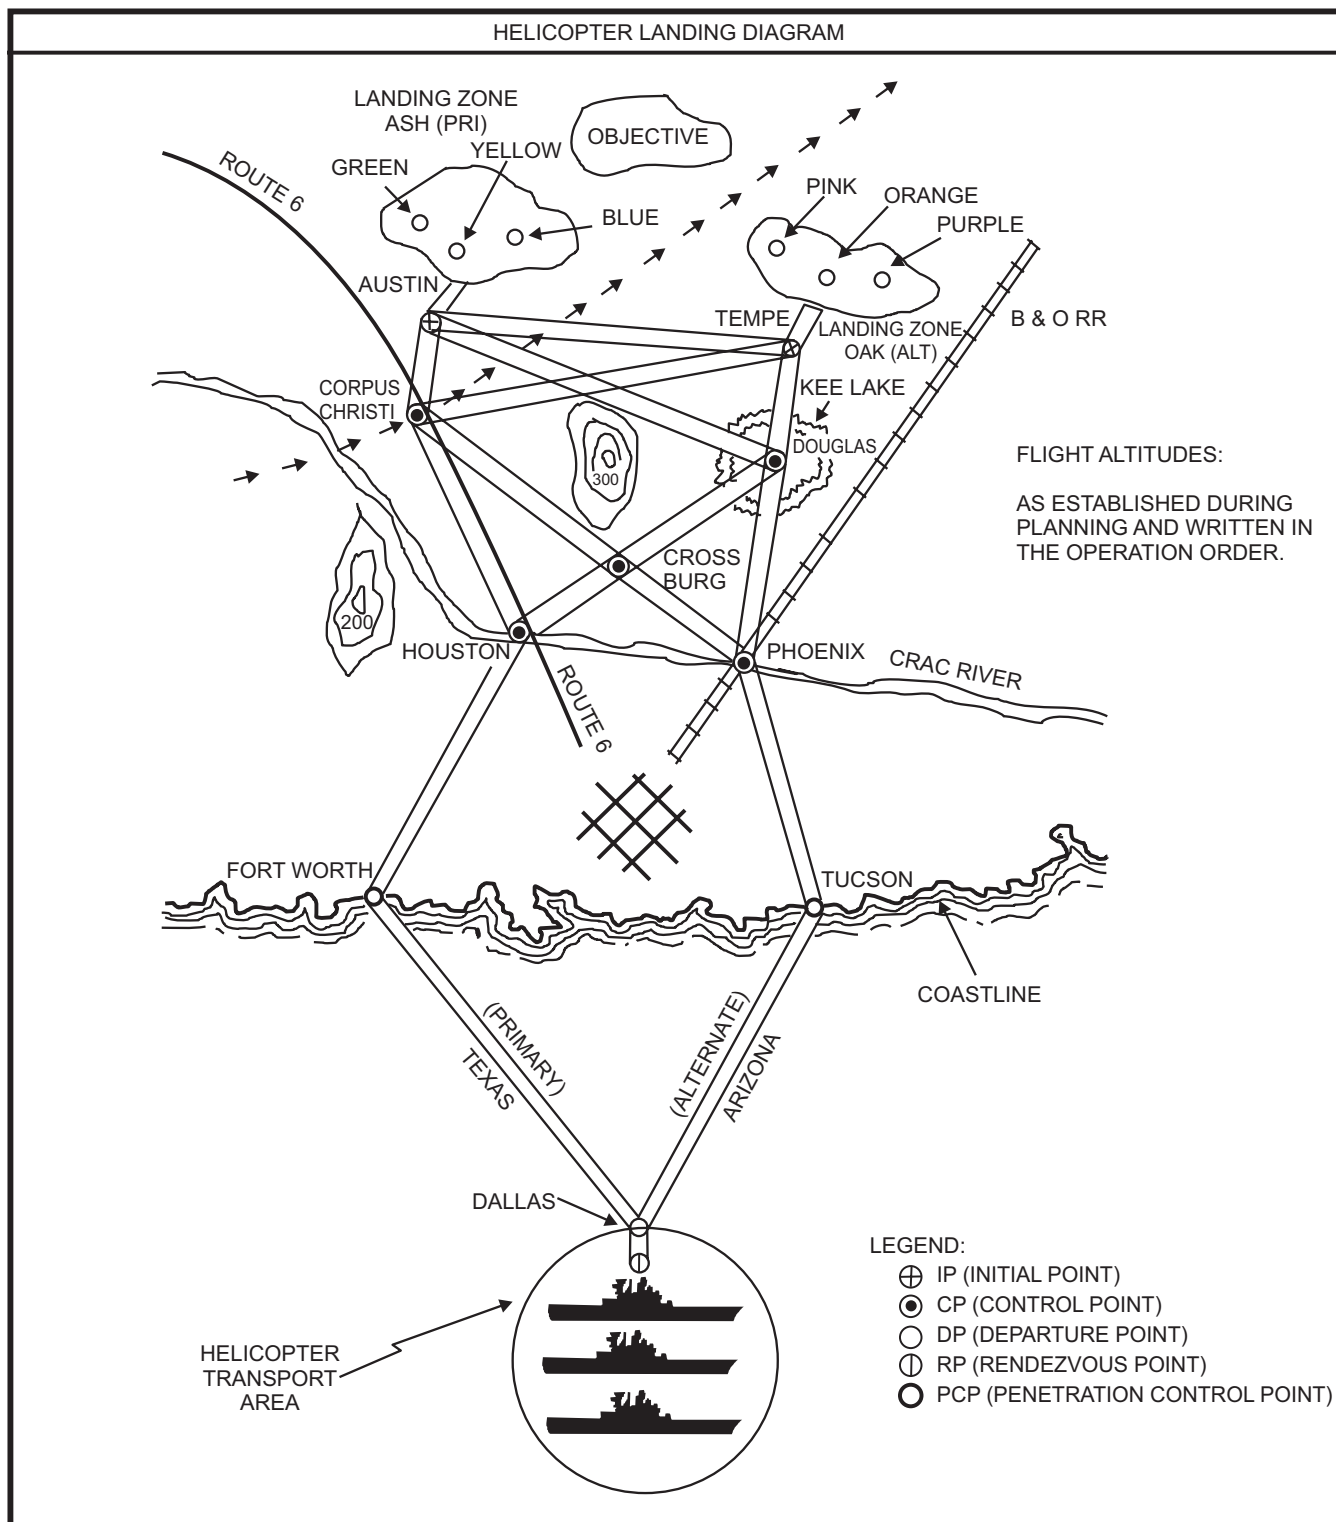 HELICOPTER LANDING DIAGRAM
LANDING ZONE
ASH (PRI)
OBJECTIVE
YELLOW
GREEN
BLUE
ROUTE 6
PINK
ORANGE
PURPLE
AUSTIN
TEMPE
LANDING ZONE
OAK (ALT)
B & O RR
CORPUS
CHRISTI
KEE LAKE
DOUGLAS
300
FLIGHT ALTITUDES:
AS ESTABLISHED DURING
PLANNING AND WRITTEN IN
THE OPERATION ORDER.
CROSS
BURG
200
HOUSTON
PHOENIX
CRAC RIVER
ROUTE 6
FORT WORTH
TUCSON
COASTLINE
(PRIMARY)
TEXAS
(ALTERNATE)
ARIZONA
DALLAS
HELICOPTER
TRANSPORT
AREA
LEGEND:
IP (INITIAL POINT)
CP (CONTROL POINT)
DP (DEPARTURE POINT)
RP (RENDEZVOUS POINT)
PCP (PENETRATION CONTROL POINT)